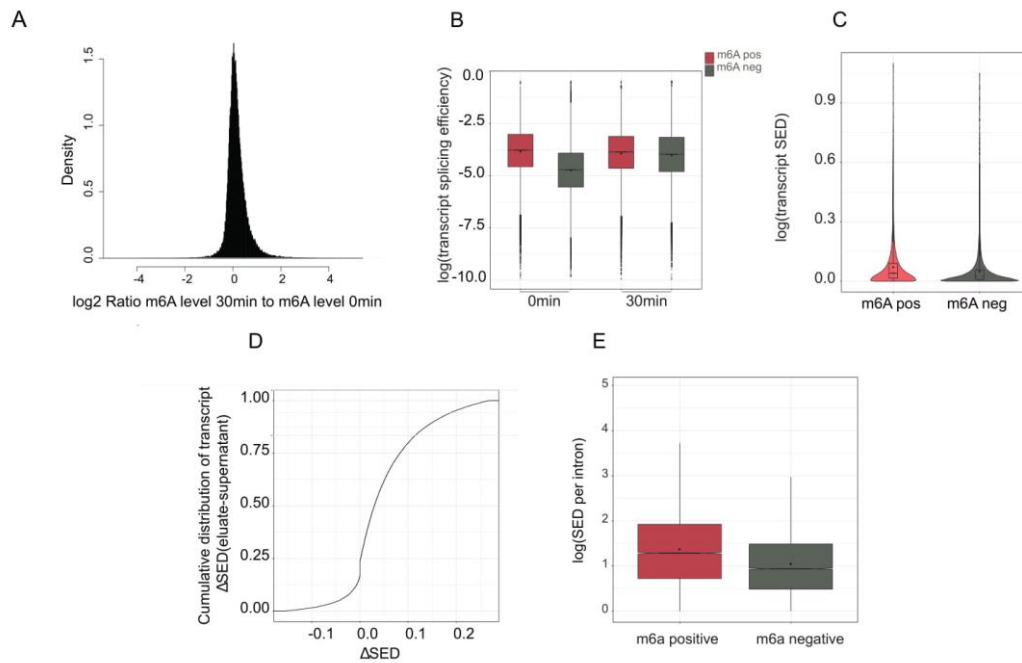 A
Density
0.0
0.5
1.0
1.5
-4
-2
0
2
4
log2 Ratio m6A level 30min to m6A level 0min
B
m6A pos
m6A neg
log(transcript splicing efficiency)
0.0
-2.5
-5.0
-7.5
-10.0
0min
30min
C
log(transcript SED)
0.9
0.6
0.3
0.0
m6A pos
m6A neg
D
Cumulative distribution of transcript
ΔSED(eluate-supernatant)
1.00
0.75
0.50
0.25
0.00
-0.1
0.0
0.1
0.2
ΔSED
E
log(SED per intron)
5
4
3
2
1
0
m6a positive
m6a negative